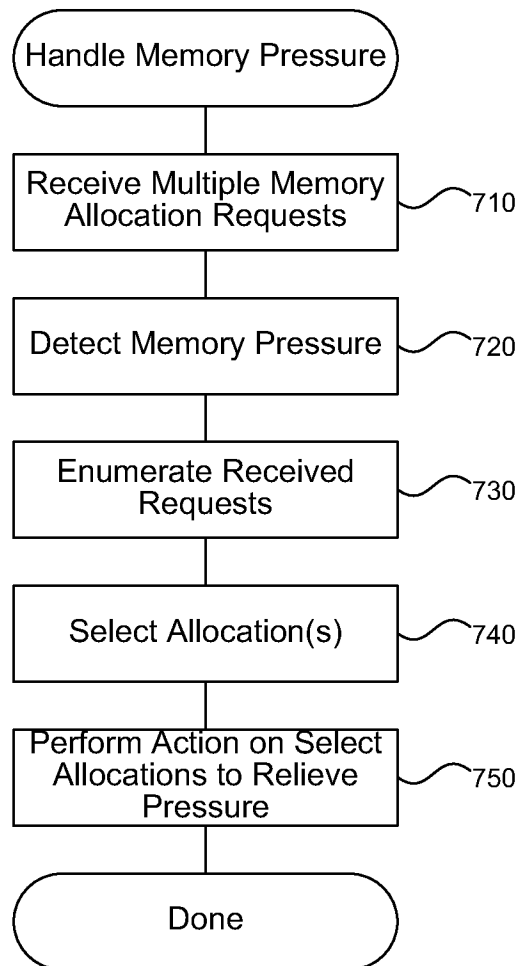 Handle Memory Pressure
Receive Multiple Memory
Allocation Requests
710
Detect Memory Pressure
720
Enumerate Received
Requests
730
Select Allocation(s)
740
Perform Action on Select
Allocations to Relieve
Pressure
750
Done